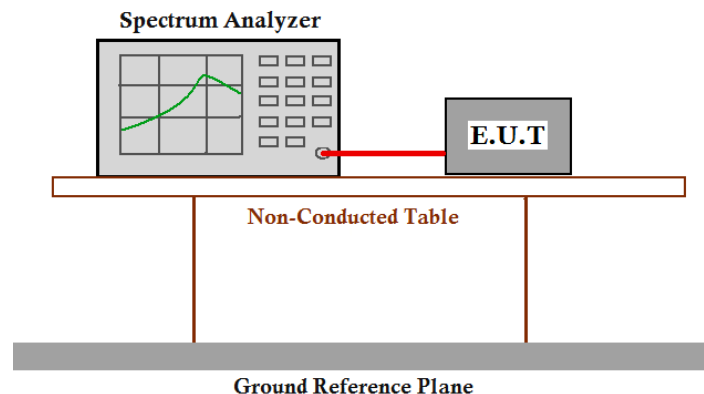 Spectrum Analyzer
E.U.T
Non-Conducted Table
Ground Reference Plane